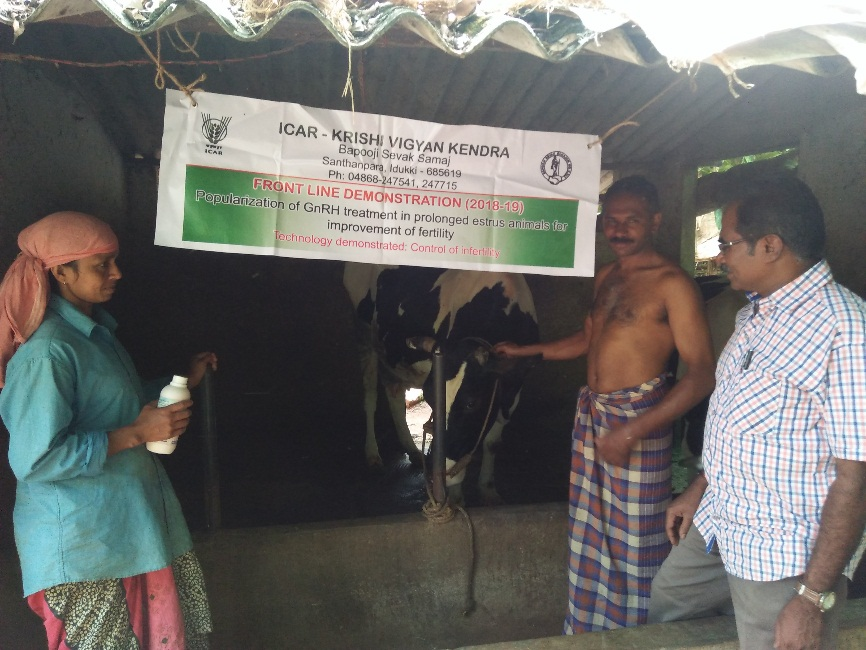 ICAR - KRISHI VIGYAN KENDRA
Bapooji Sevak Samaj
Santhanpara, Idukki - 685619
Ph: 04868-247541, 247715
ICAR
FRONT LINE DEMONSTRATION (2018-19)
Popularization of GnRH treatment in prolonged estrus animals for
improvement of fertility
Technology demonstrated: Control of infertility